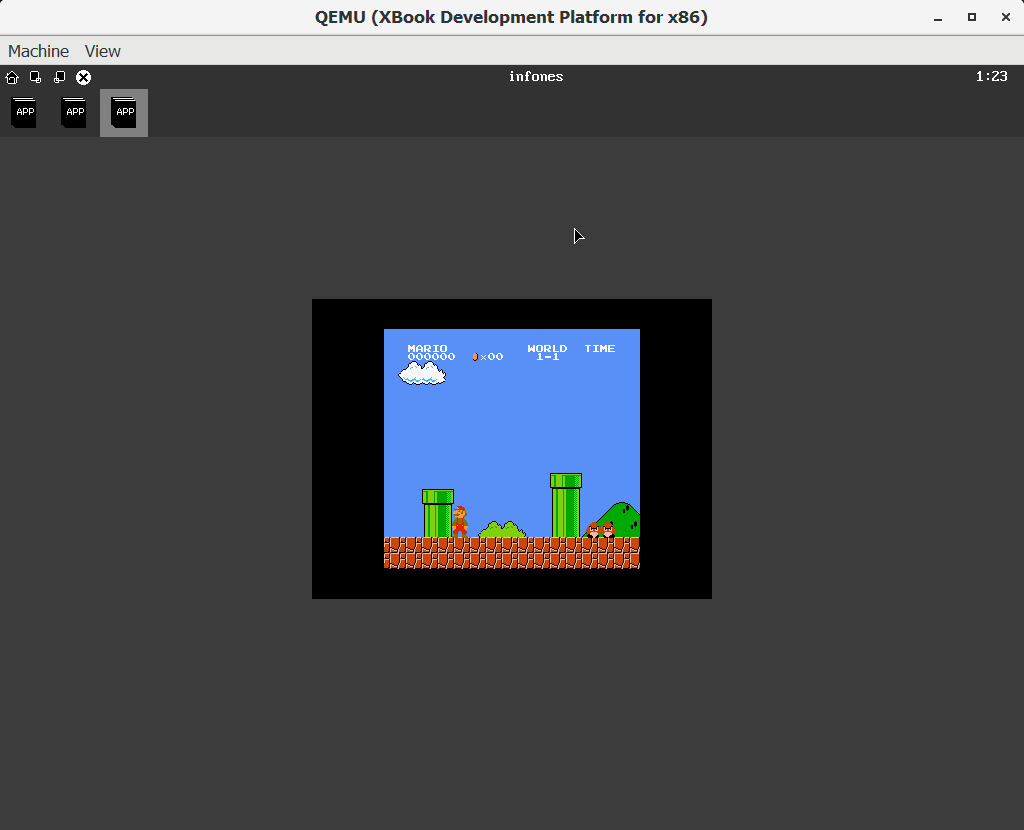 QEMU (XBook Development Platform for x86)
Machine View
infones 1:23
APP APP APP
MARIO WORLD TIME
000000 x00 1-1